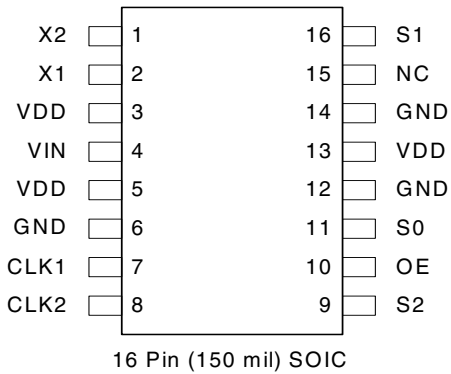 X2 1 16 S1
X1 2 15 NC
VDD 3 14 GND
VIN 4 13 VDD
VDD 5 12 GND
GND 6 11 S0
CLK1 7 10 OE
CLK2 8 9 S2
16 Pin (150 mil) SOIC